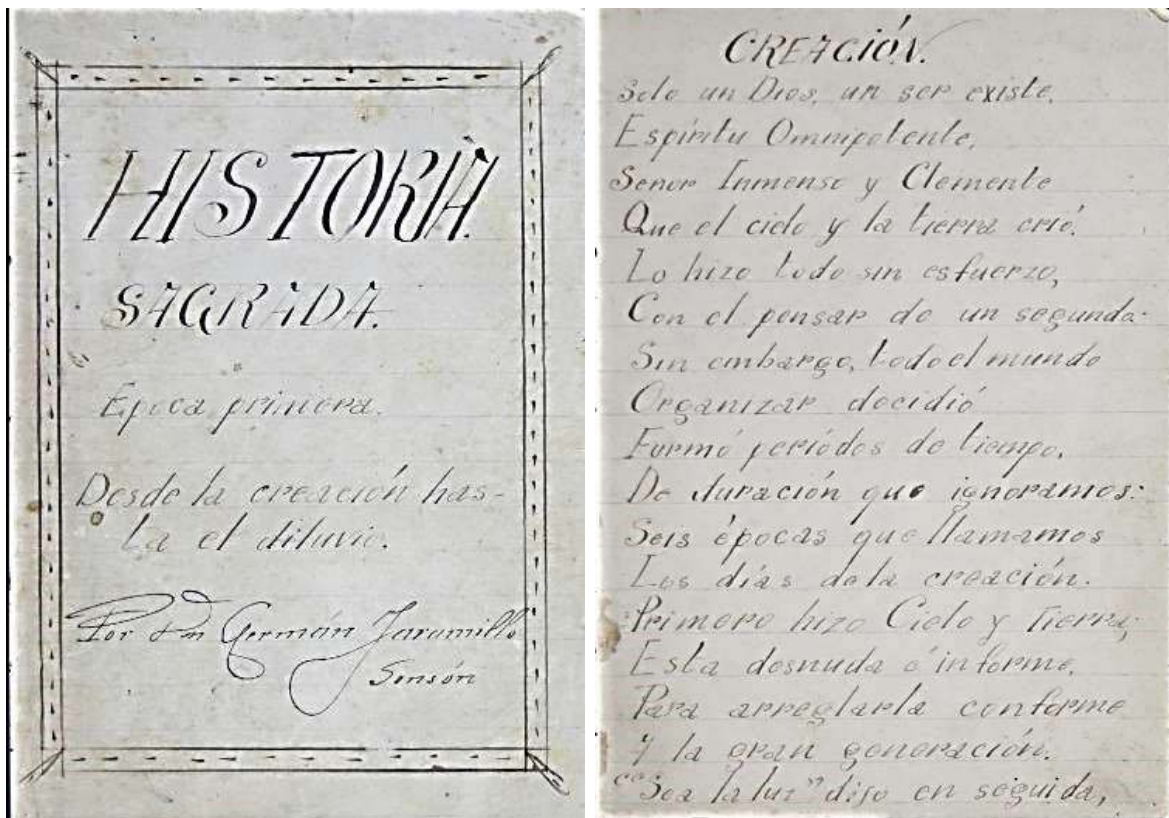 HISTORIA
SAGRADA.
Época primera.
Desde la creación has-
ta el diluvio.
Por Dn Germán Jaramillo
Sonsón
CREACIÓN.
Solo un Dios, un ser existe,
Espíritu Omnipotente,
Senor Inmenso y Clemente
Que el cielo y la tierra crió.
Lo hizo todo sin esfuerzo,
Con el pensar de un segundo:
Sin embargo, todo el mundo
Organizar decidió
Formó períodos de tiempo,
De duración que ignoramos:
Seis épocas que llamamos
Los días de la creación.
Primero hizo Cielo y Tierra;
Esta desnuda é informe,
Para arreglarla conforme
A la gran generación.
"Sea la luz" dijo en seguida,